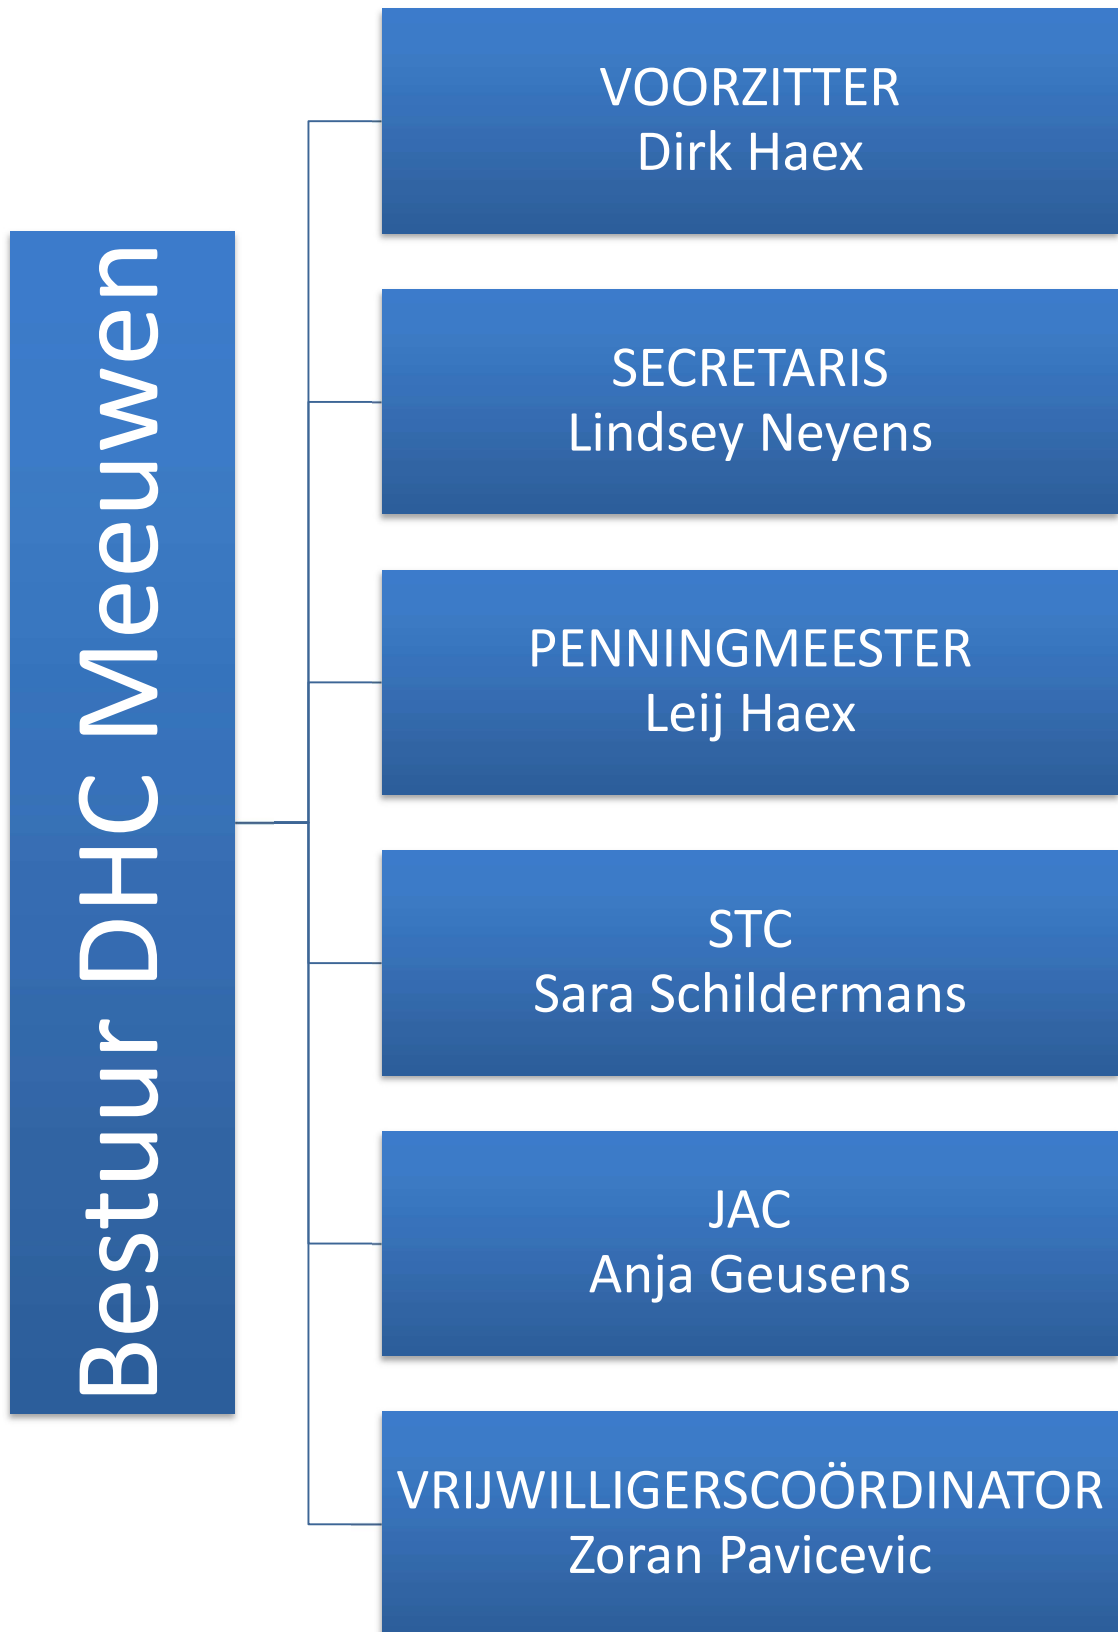 Bestuur DHC Meeuwen
VOORZITTER
Dirk Haex
SECRETARIS
Lindsey Neyens
PENNINGMEESTER
Leij Haex
STC
Sara Schildermans
JAC
Anja Geusens
VRIJWILLIGERSCOÖRDINATOR
Zoran Pavicevic